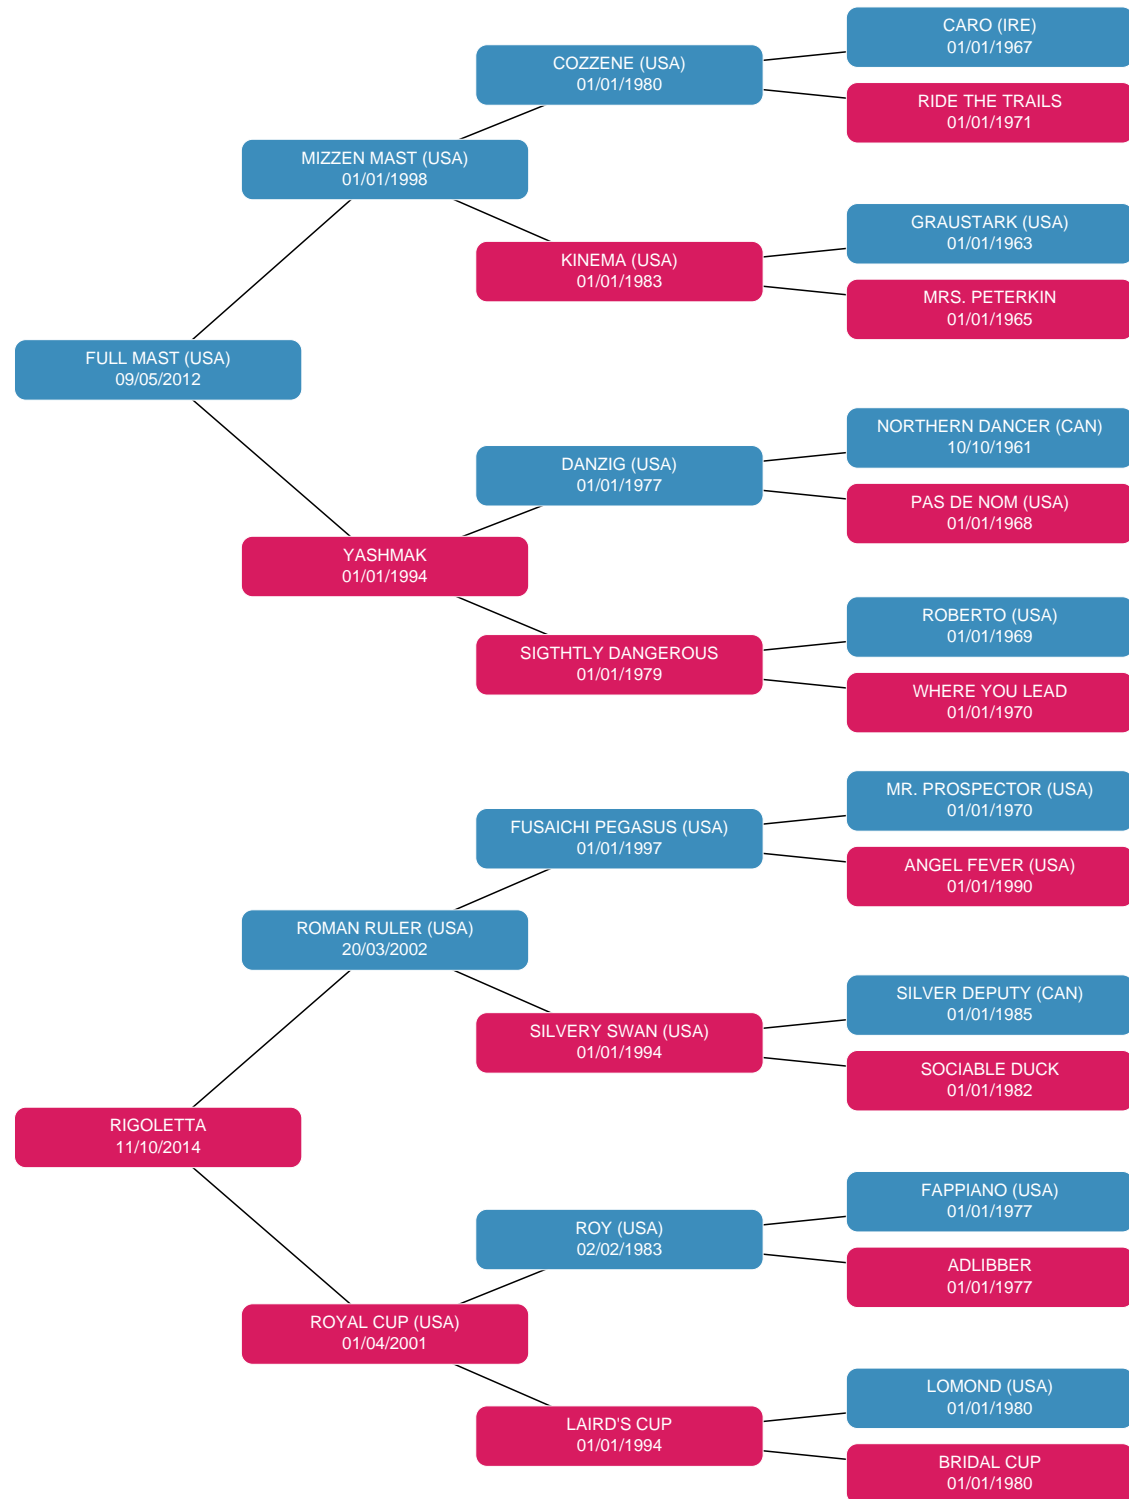 CARO (IRE)
01/01/1967
COZZENE (USA)
01/01/1980
RIDE THE TRAILS
01/01/1971
MIZZEN MAST (USA)
01/01/1998
GRAUSTARK (USA)
01/01/1963
KINEMA (USA)
01/01/1983
MRS. PETERKIN
01/01/1965
FULL MAST (USA)
09/05/2012
NORTHERN DANCER (CAN)
10/10/1961
DANZIG (USA)
01/01/1977
PAS DE NOM (USA)
01/01/1968
YASHMAK
01/01/1994
ROBERTO (USA)
01/01/1969
SIGTHTLY DANGEROUS
01/01/1979
WHERE YOU LEAD
01/01/1970
MR. PROSPECTOR (USA)
01/01/1970
FUSAICHI PEGASUS (USA)
01/01/1997
ANGEL FEVER (USA)
01/01/1990
ROMAN RULER (USA)
20/03/2002
SILVER DEPUTY (CAN)
01/01/1985
SILVERY SWAN (USA)
01/01/1994
SOCIABLE DUCK
01/01/1982
RIGOLETTA
11/10/2014
FAPPIANO (USA)
01/01/1977
ROY (USA)
02/02/1983
ADLIBBER
01/01/1977
ROYAL CUP (USA)
01/04/2001
LOMOND (USA)
01/01/1980
LAIRD'S CUP
01/01/1994
BRIDAL CUP
01/01/1980